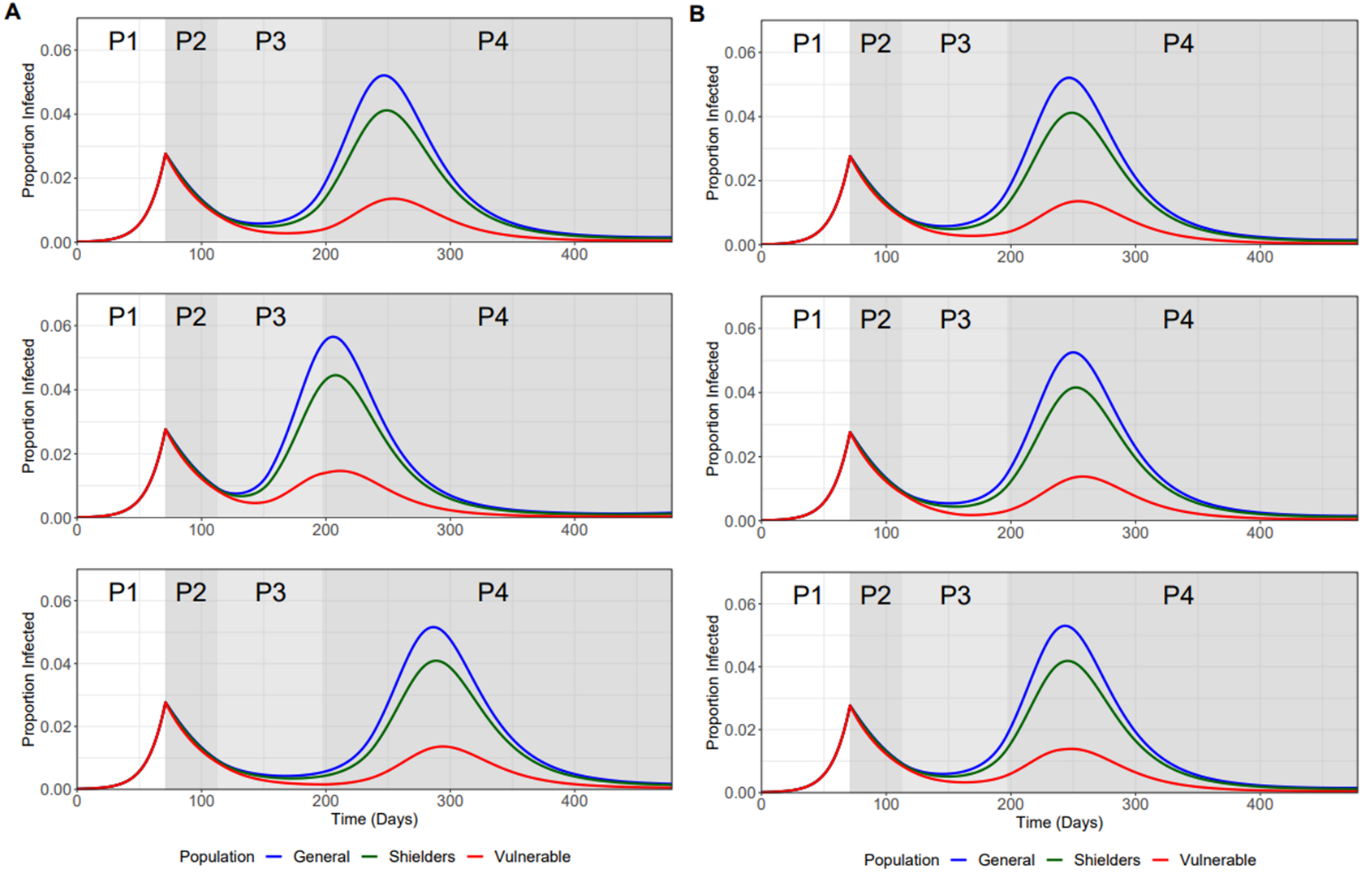 A
P1 P2 P3 P4
Proportion Infected
0.06
0.04
0.02
0.00
0 100 200 300 400
P1 P2 P3 P4
Proportion Infected
0.06
0.04
0.02
0.00
0 100 200 300 400
P1 P2 P3 P4
Proportion Infected
0.06
0.04
0.02
0.00
0 100 200 300 400
Time (Days)
Population General Shielders Vulnerable
B
P1 P2 P3 P4
Proportion Infected
0.06
0.04
0.02
0.00
0 100 200 300 400
P1 P2 P3 P4
Proportion Infected
0.06
0.04
0.02
0.00
0 100 200 300 400
P1 P2 P3 P4
Proportion Infected
0.06
0.04
0.02
0.00
0 100 200 300 400
Time (Days)
Population General Shielders Vulnerable